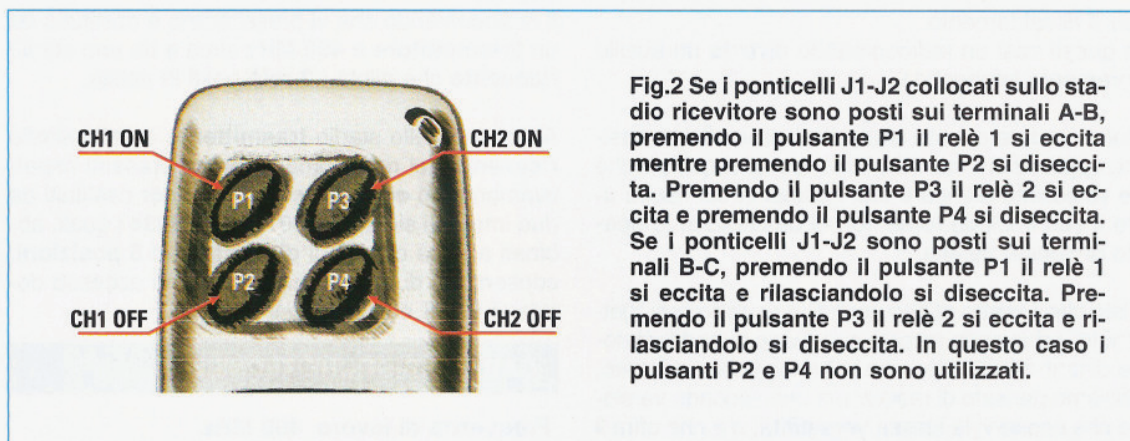 CH1 ON
CH2 ON
P1
P3
P2
P4
CH1 OFF
CH2 OFF
Fig.2 Se i ponticelli J1-J2 collocati sullo sta-
dio ricevitore sono posti sui terminali A-B,
premendo il pulsante P1 il relè 1 si eccita
mentre premendo il pulsante P2 si disecci-
ta. Premendo il pulsante P3 il relè 2 si ec-
cita e premendo il pulsante P4 si diseccita.
Se i ponticelli J1-J2 sono posti sui termi-
nali B-C, premendo il pulsante P1 il relè 1
si eccita e rilasciandolo si diseccita. Pre-
mendo il pulsante P3 il relè 2 si eccita e ri-
lasciandolo si diseccita. In questo caso i
pulsanti P2 e P4 non sono utilizzati.